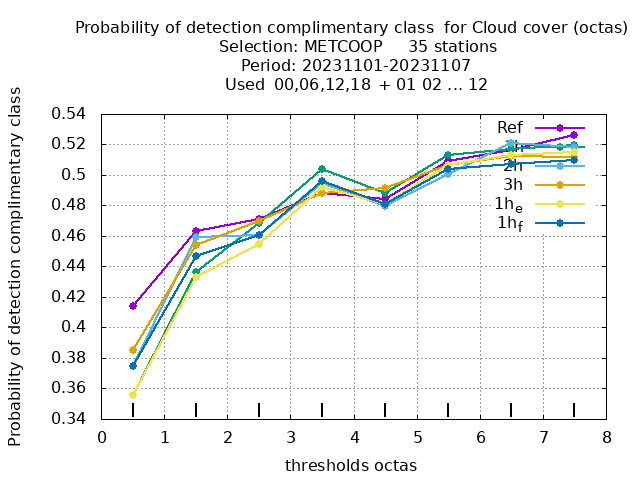 Probability of detection complimentary class for Cloud cover (octas)
Selection: METCOOP 35 stations
Period: 20231101-20231107
Used 00,06,12,18 + 01 02 ... 12
Probability of detection complimentary class
0.54
0.52
0.5
0.48
0.46
0.44
0.42
0.4
0.38
0.36
0.34
Ref
2h
3h
1he
1hf
0 1 2 3 4 5 6 7 8
thresholds octas